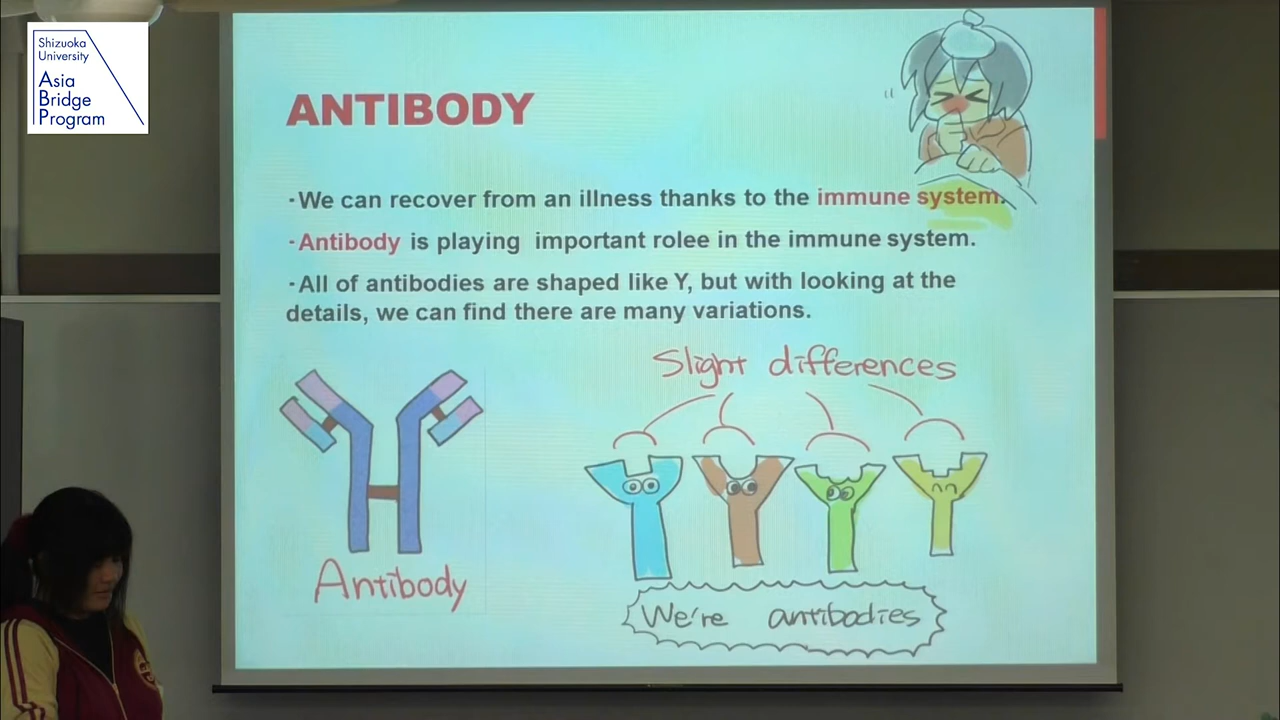 Shizuoka
University
Asia
Bridge
Program
ANTIBODY
・We can recover from an illness thanks to the immune system.
・Antibody is playing important rolee in the immune system.
・All of antibodies are shaped like Y, but with looking at the
details, we can find there are many variations.
Slight differences
Antibody
We're antibodies